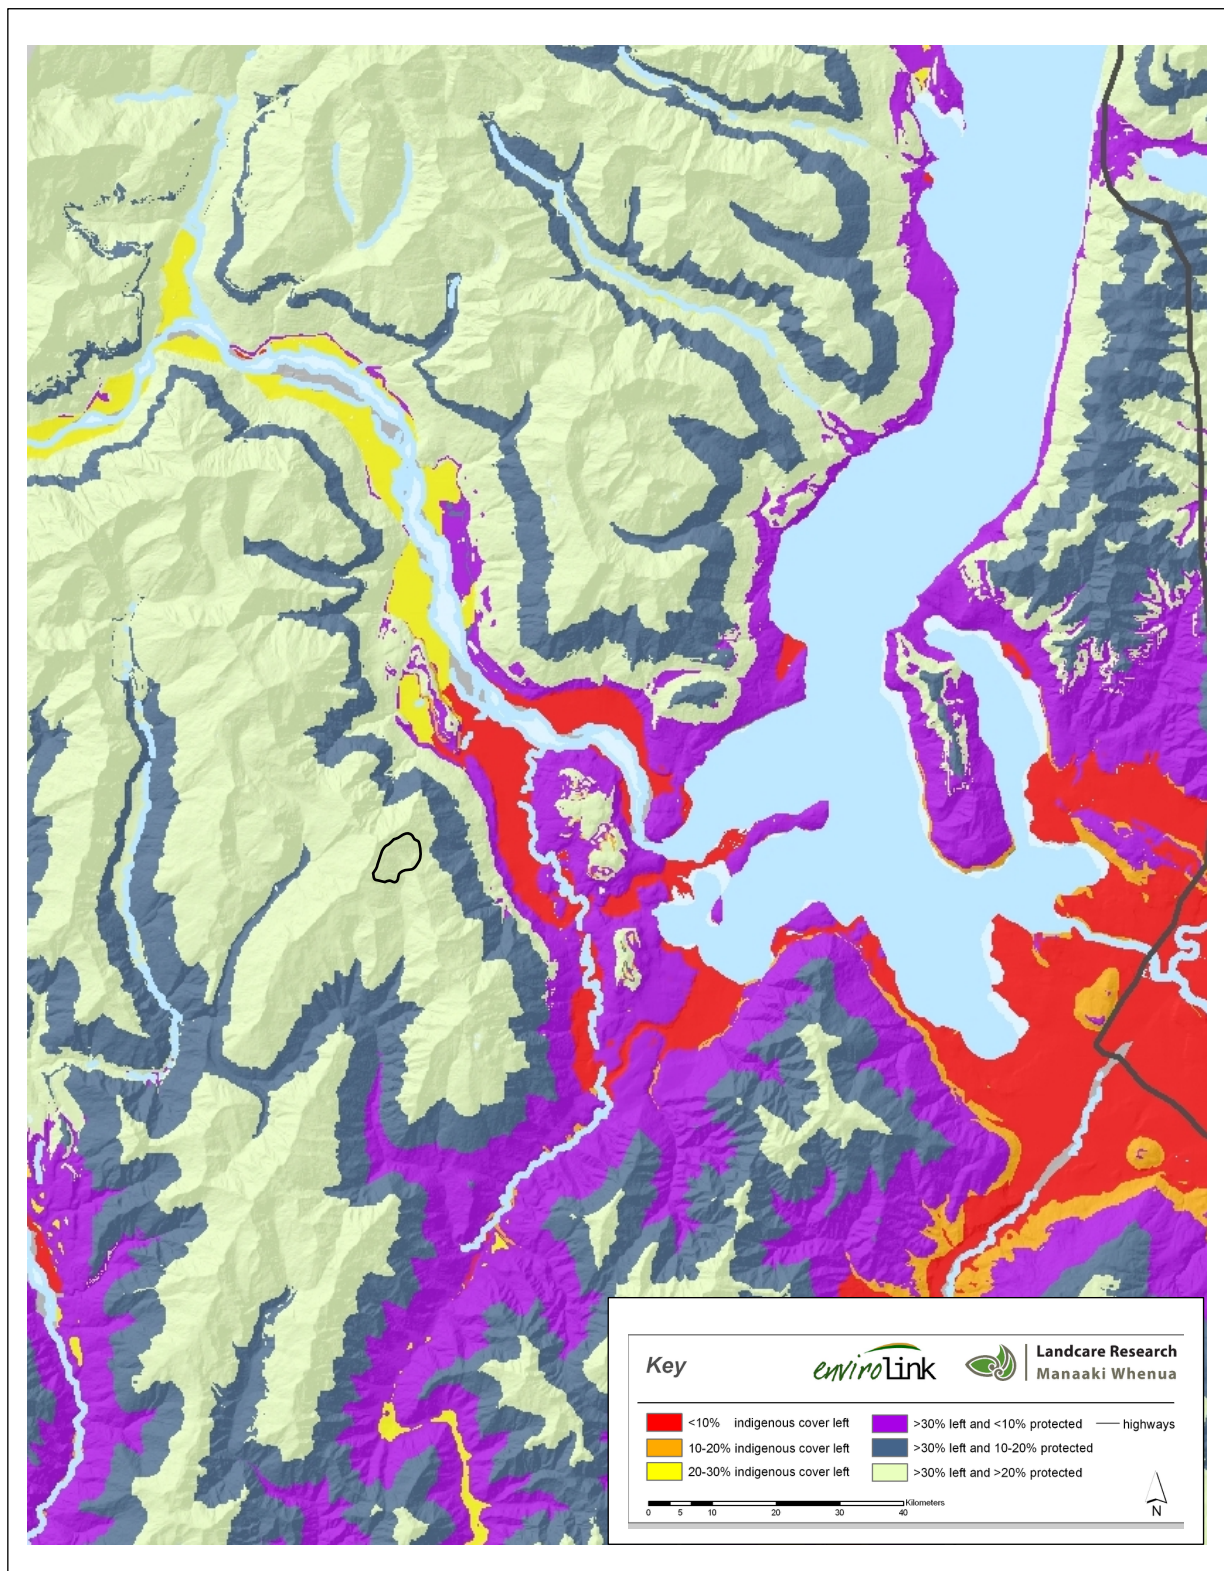 Key
envirolink
Landcare Research
Manaaki Whenua
<10% indigenous cover left
>30% left and <10% protected
highways
10-20% indigenous cover left
>30% left and 10-20% protected
20-30% indigenous cover left
>30% left and >20% protected
Kilometers
0 5 10 20 30 40
N